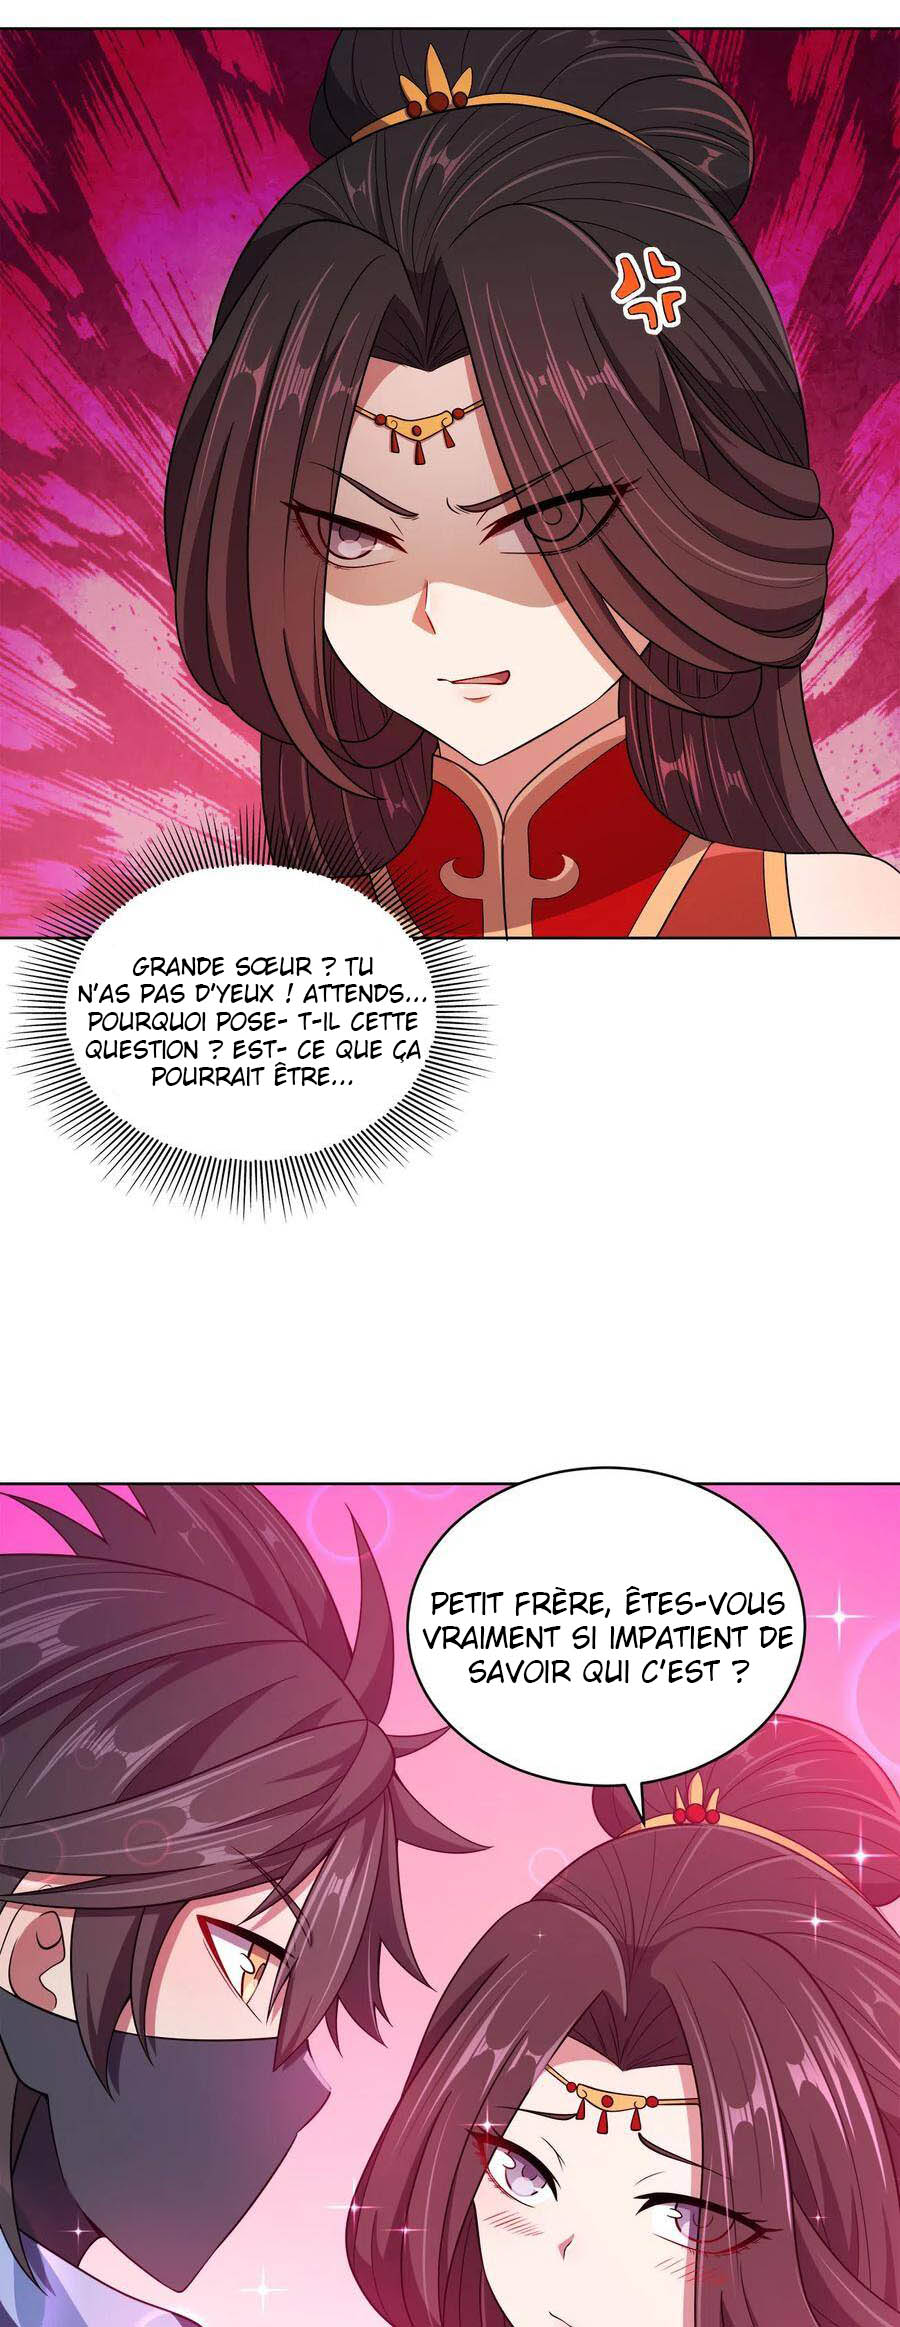 GRANDE SŒUR ? TU
N'AS PAS D'YEUX ! ATTENDS...
POURQUOI POSE- T-IL CETTE
QUESTION ? EST- CE QUE ÇA
POURRAIT ÊTRE...
PETIT FRÈRE, ÊTES-VOUS
VRAIMENT SI IMPATIENT DE
SAVOIR QUI C'EST ?